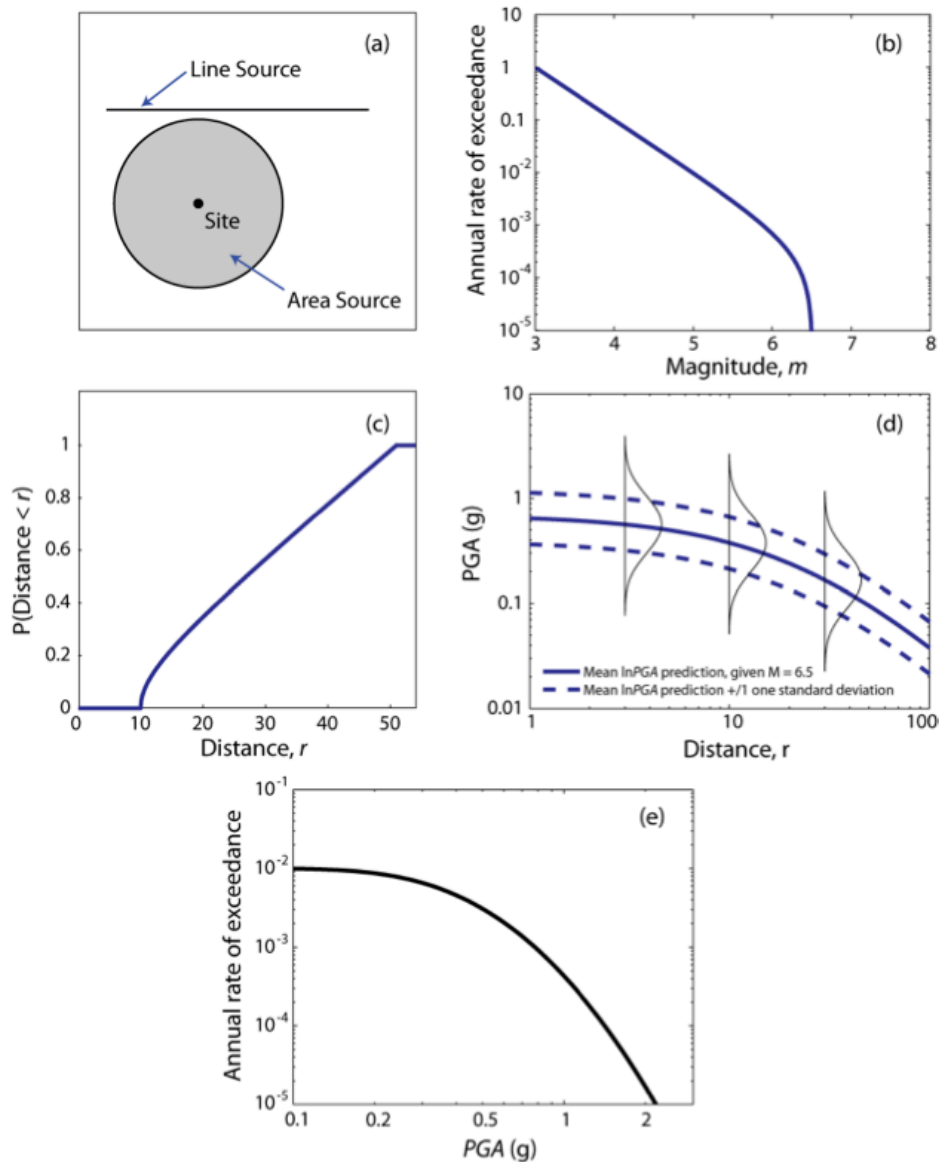 (a)
Line Source
Site
Area Source
(b)
Annual rate of exceedance
10
1
0.1
10^-2
10^-3
10^-4
10^-5
3 4 5 6 7 8
Magnitude, m
(c)
P(Distance < r)
1
0.8
0.6
0.4
0.2
0
0 10 20 30 40 50
Distance, r
(d)
PGA (g)
10
1
0.1
0.01
Mean lnPGA prediction, given M = 6.5
Mean lnPGA prediction +/1 one standard deviation
1 10 100
Distance, r
(e)
Annual rate of exceedance
10^-1
10^-2
10^-3
10^-4
10^-5
0.1 0.2 0.5 1 2
PGA (g)